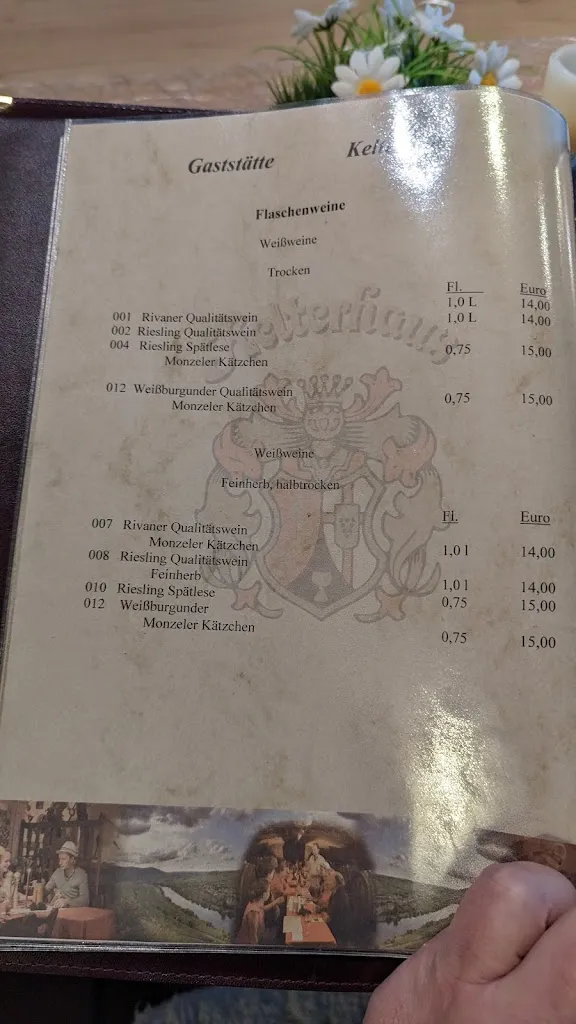 Gaststätte
Flaschenweine
Weißweine
Trocken
Fl. Euro
1,0 L 14,00
001 Rivaner Qualitätswein 1,0 L 14,00
002 Riesling Qualitätswein
004 Riesling Spätlese 0,75 15,00
Monzeler Kätzchen
012 Weißburgunder Qualitätswein 0,75 15,00
Monzeler Kätzchen
Kelterhaus
Weißweine
Feinherb, halbtrocken
Fl. Euro
007 Rivaner Qualitätswein
Monzeler Kätzchen 1,0 l 14,00
008 Riesling Qualitätswein
Feinherb 1,0 l 14,00
010 Riesling Spätlese 0,75 15,00
012 Weißburgunder
Monzeler Kätzchen 0,75 15,00